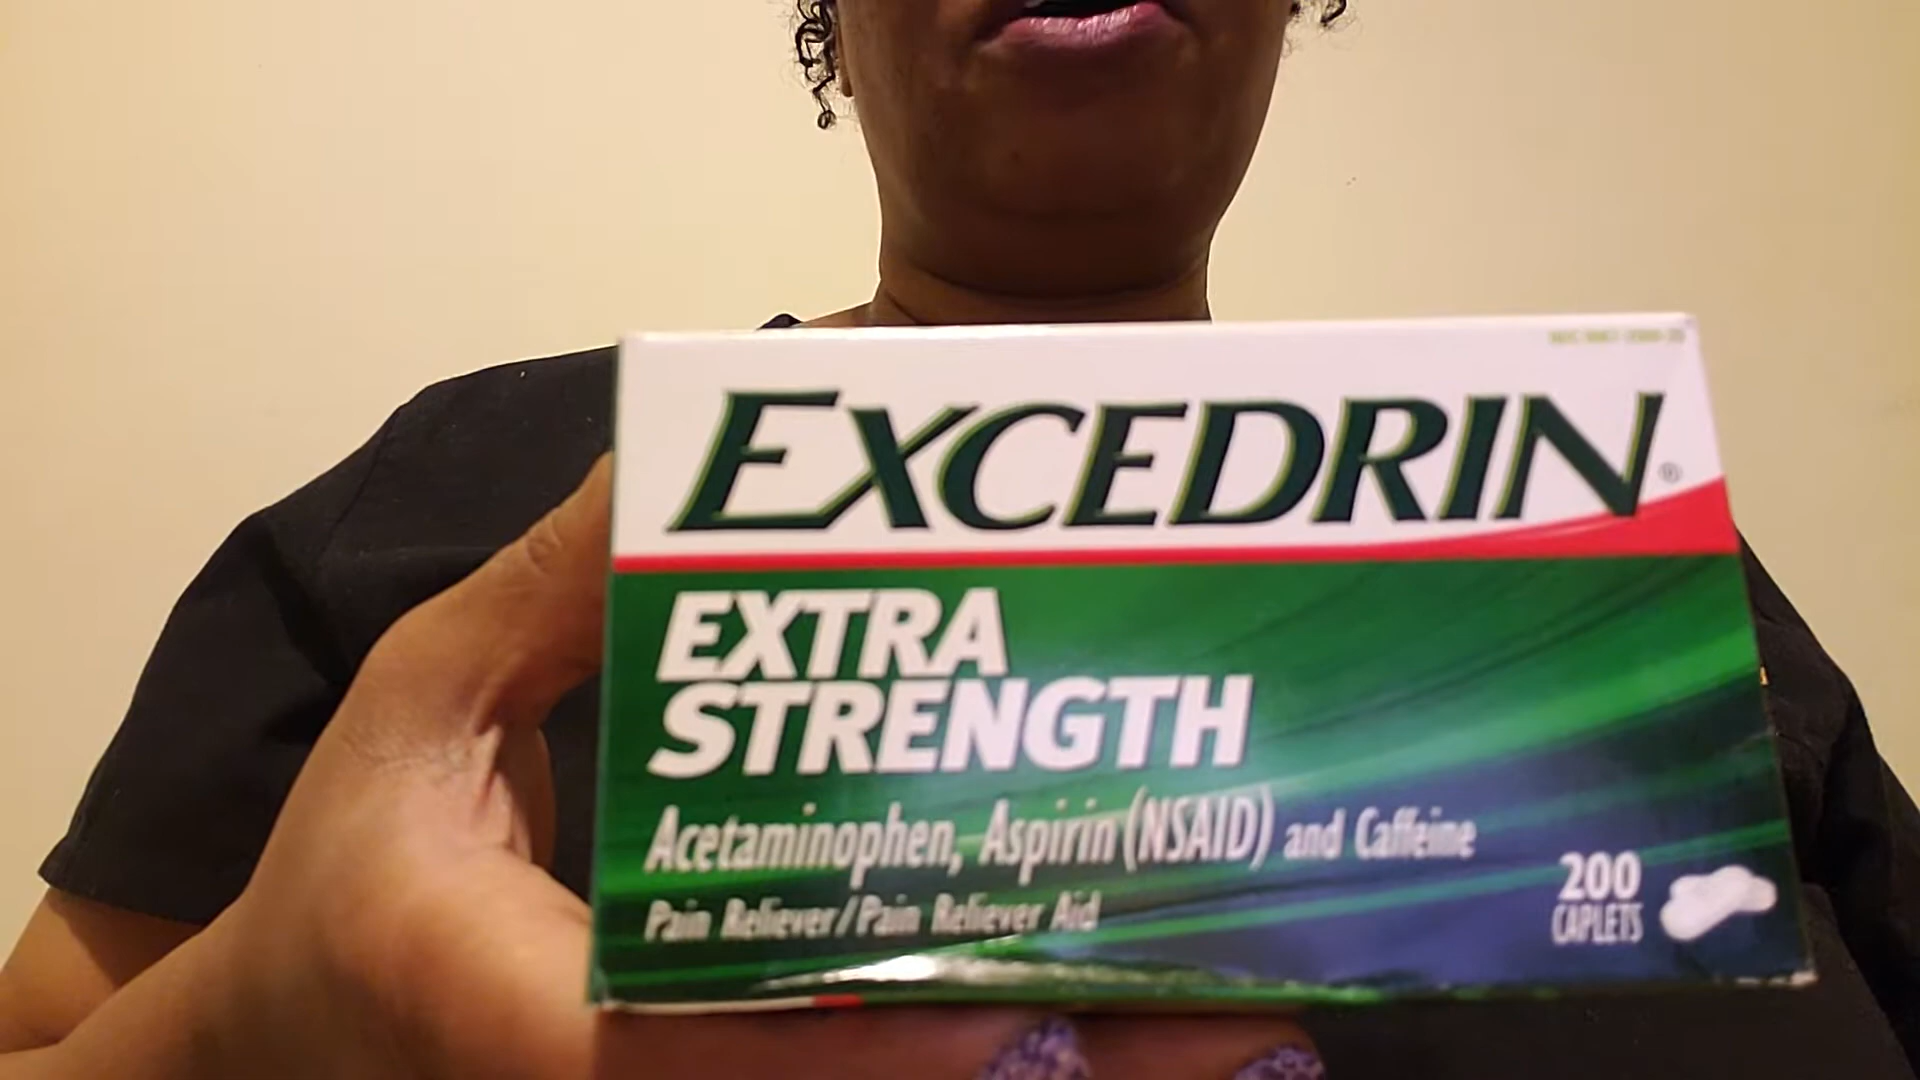 EXCEDRIN®
EXTRA
STRENGTH
Acetaminophen, Aspirin (NSAID) and Caffeine
Pain Reliever/Pain Reliever Aid
200
CAPLETS